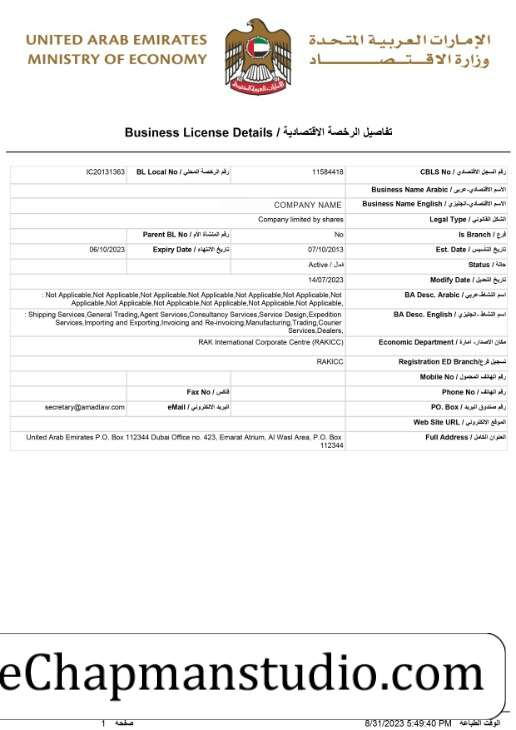 UNITED ARAB EMIRATES
MINISTRY OF ECONOMY
الإمارات العربية المتحدة
وزارة الاقتصاد
Business License Details / تفاصيل الرخصة الاقتصادية
IC20131363 BL Local No / رقم الرخصة المحلي 11584418 CBLS No / رقم السجل الاقتصادي
Business Name Arabic / الاسم الاقتصادي-عربي
COMPANY NAME Business Name English / الاسم الاقتصادي-انجليزي
Company limited by shares Legal Type / الشكل القانوني
Parent BL No / رقم المنشأة الأم No Is Branch / فرع
06/10/2023 Expiry Date / تاريخ الانتهاء 07/10/2013 Est. Date / تاريخ التأسيس
Active / فعال Status / حالة
14/07/2023 Modify Date / تاريخ التعديل
: Not Applicable,Not Applicable,Not Applicable,Not Applicable,Not Applicable,Not Applicable,Not BA Desc. Arabic / اسم النشاط-عربي
Applicable,Not Applicable,Not Applicable,Not Applicable,Not Applicable,Not Applicable,
: Shipping Services,General Trading,Agent Services,Consultancy Services,Service Design,Expedition BA Desc. English / اسم النشاط-انجليزي
Services,Importing and Exporting,Invoicing and Re-invoicing,Manufacturing,Trading,Courier
Services,Dealers,
RAK International Corporate Centre (RAKICC) Economic Department / مكان الاصدار- امارة
RAKICC Registration ED Branch/تسجيل فرع
Mobile No / رقم الهاتف المحمول
Fax No / فاكس Phone No / رقم الهاتف
secretary@amadlaw.com eMail / البريد الالكتروني PO. Box / رقم صندوق البريد
Web Site URL / الموقع الالكتروني
United Arab Emirates P.O. Box 112344 Dubai Office no. 423, Emarat Atrium, Al Wasl Area, P.O. Box Full Address / العنوان الكامل
112344
eChapmanstudio.com
1 صفحه 8/31/2023 5:49:40 PM الوقت الطباعه